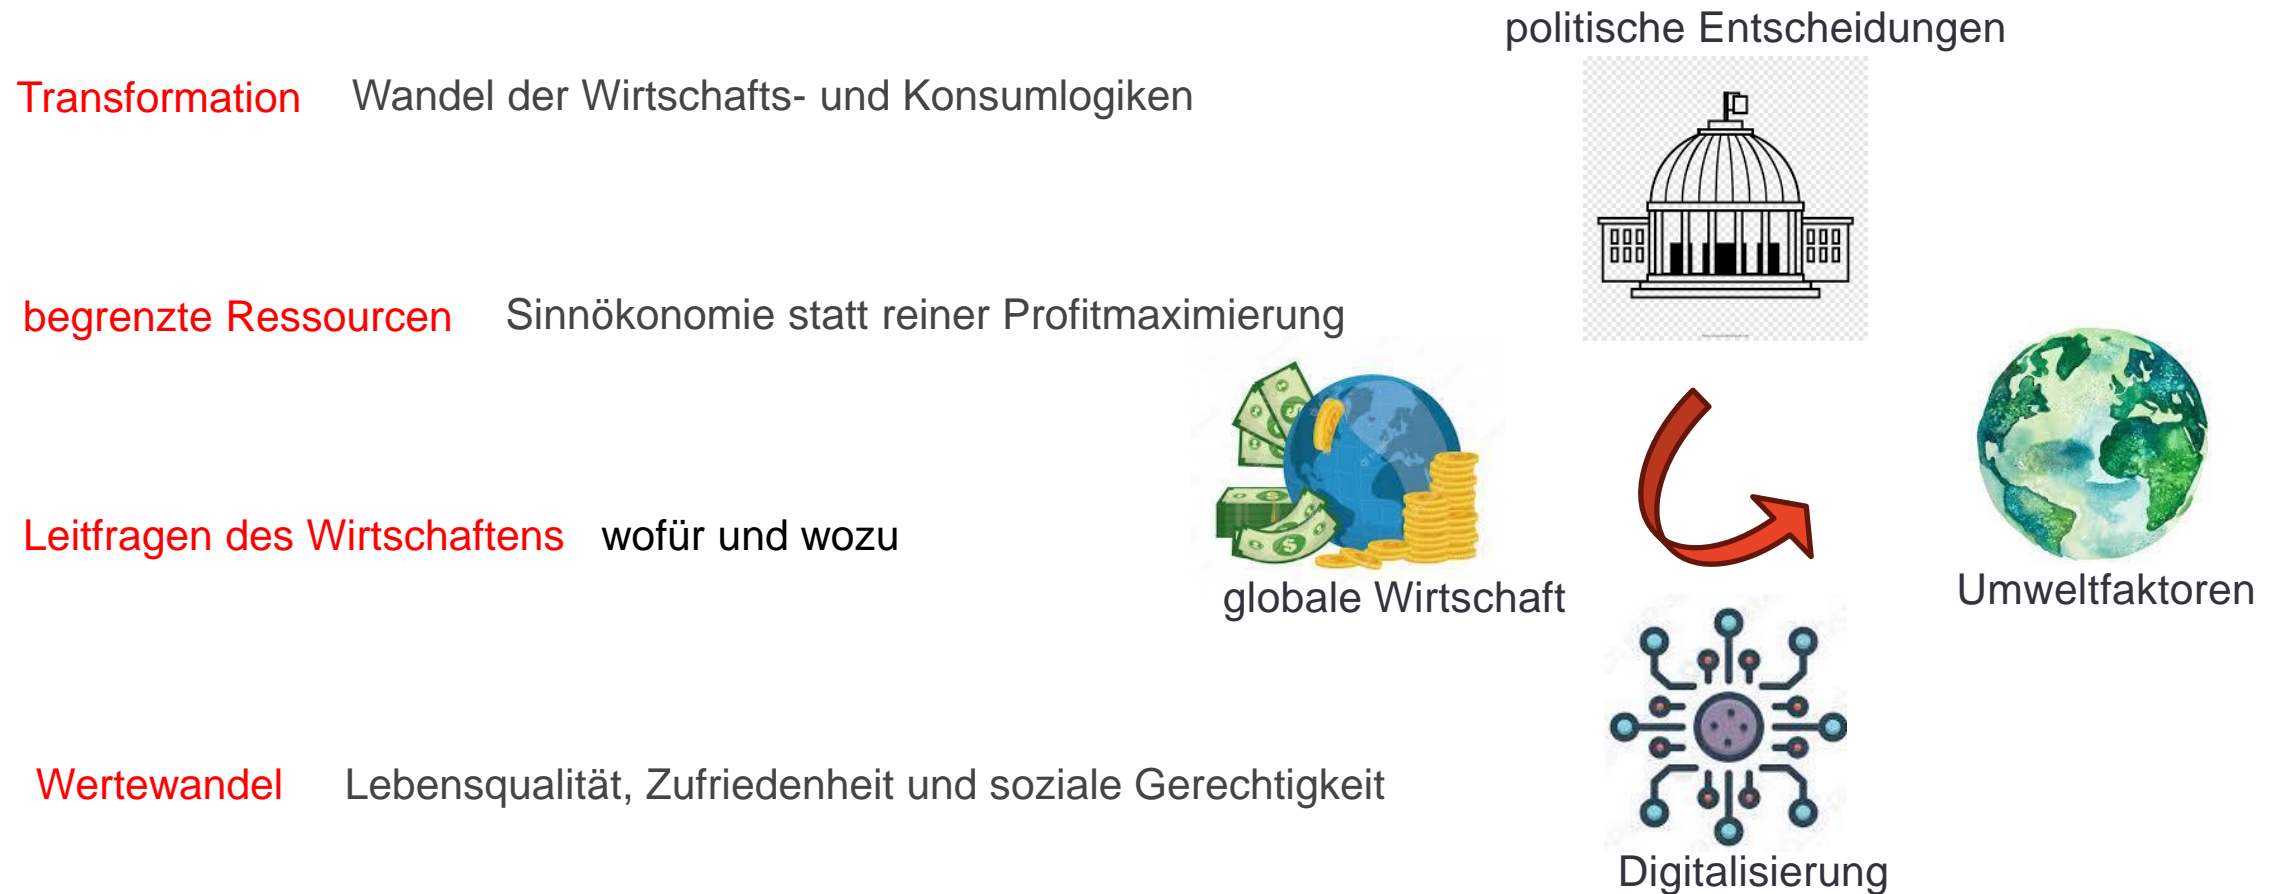 politische Entscheidungen
Transformation Wandel der Wirtschafts- und Konsumlogiken
begrenzte Ressourcen Sinnökonomie statt reiner Profitmaximierung
Leitfragen des Wirtschaftens wofür und wozu
globale Wirtschaft
Umweltfaktoren
Wertewandel Lebensqualität, Zufriedenheit und soziale Gerechtigkeit
Digitalisierung